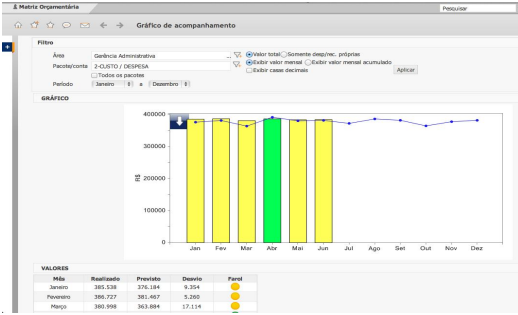 Matriz Orçamentária
Pesquisar
Gráfico de acompanhamento
Filtro
Área Gerência Administrativa ... Valor total Somente desp/rec. próprias
Pacote/conta 2-CUSTO / DESPESA Exibir valor mensal Exibir valor mensal acumulado
Todos os pacotes Exibir casas decimais Aplicar
Período Janeiro a Dezembro
GRÁFICO
400000
300000
R$
200000
100000
0
Jan Fev Mar Abr Mai Jun Jul Ago Set Out Nov Dez
VALORES
Mês Realizado Previsto Desvio Farol
Janeiro 385.538 376.184 9.354
Fevereiro 386.727 381.467 5.260
Março 380.998 363.884 17.114